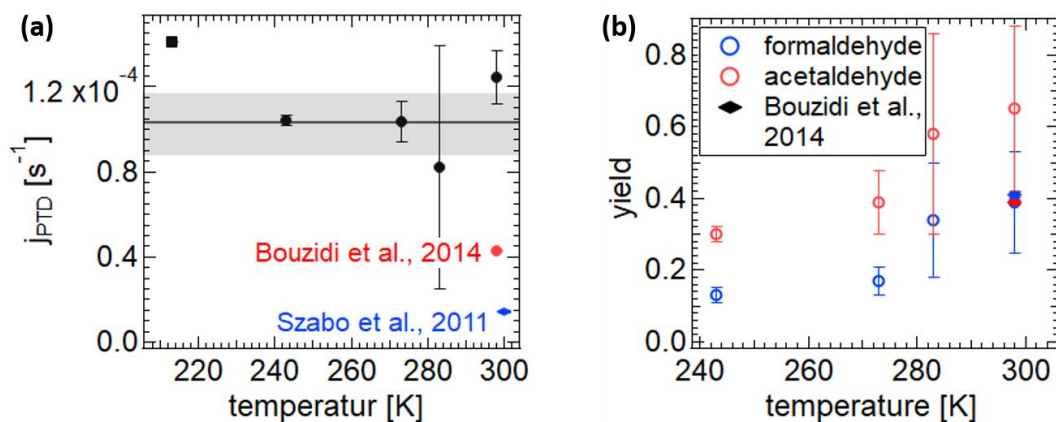 (a)
1.2 x10⁻⁴
0.8
0.4
0.0
jPTD [s⁻¹]
Bouzidi et al., 2014
Szabo et al., 2011
220 240 260 280 300
temperatur [K]
(b)
0.8
0.6
0.4
0.2
0.0
yield
formaldehyde
acetaldehyde
Bouzidi et al.,
2014
240 260 280 300
temperature [K]